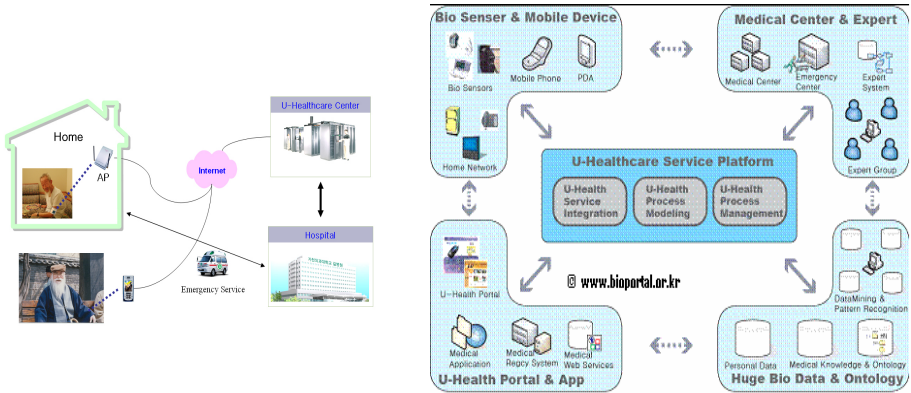 U-Healthcare Center
Home
AP
Internet
Hospital
Emergency Service
Bio Senser & Mobile Device
Bio Sensors
Mobile Phone
PDA
Home Network
Medical Center & Expert
Medical Center
Emergency
Center
Expert
System
Expert Group
U-Healthcare Service Platform
U-Health
Service
Integration
U-Health
Process
Modeling
U-Health
Process
Management
© www.bioportal.or.kr
U-Health Portal
Medical
Application
Medical
Regcy System
Medical
Web Services
U-Health Portal & App
DataMining &
Pattern Recognition
Personal Data
Medical Knowledge & Ontology
Huge Bio Data & Ontology